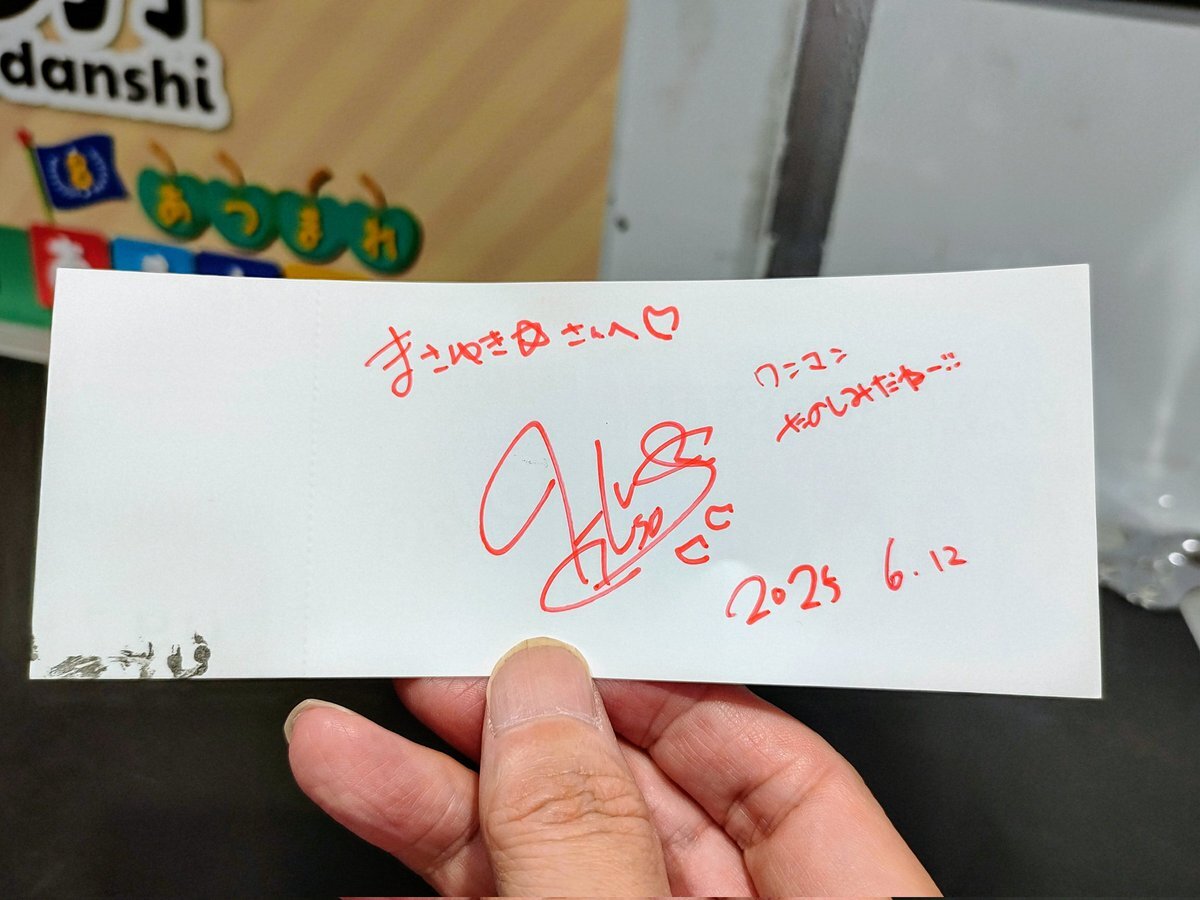 danshi
あつまれ
まさゆき☆さんへ♡
ワンマン
たのしみだねー
2025 6.12